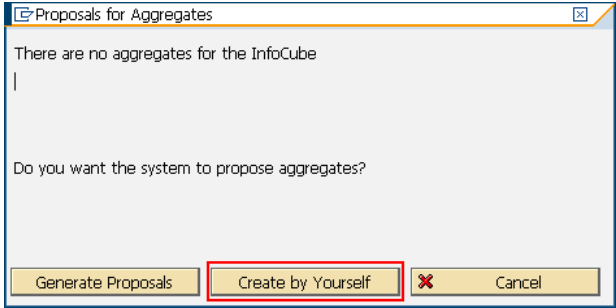 Proposals for Aggregates
There are no aggregates for the InfoCube
Do you want the system to propose aggregates?
Generate Proposals Create by Yourself Cancel